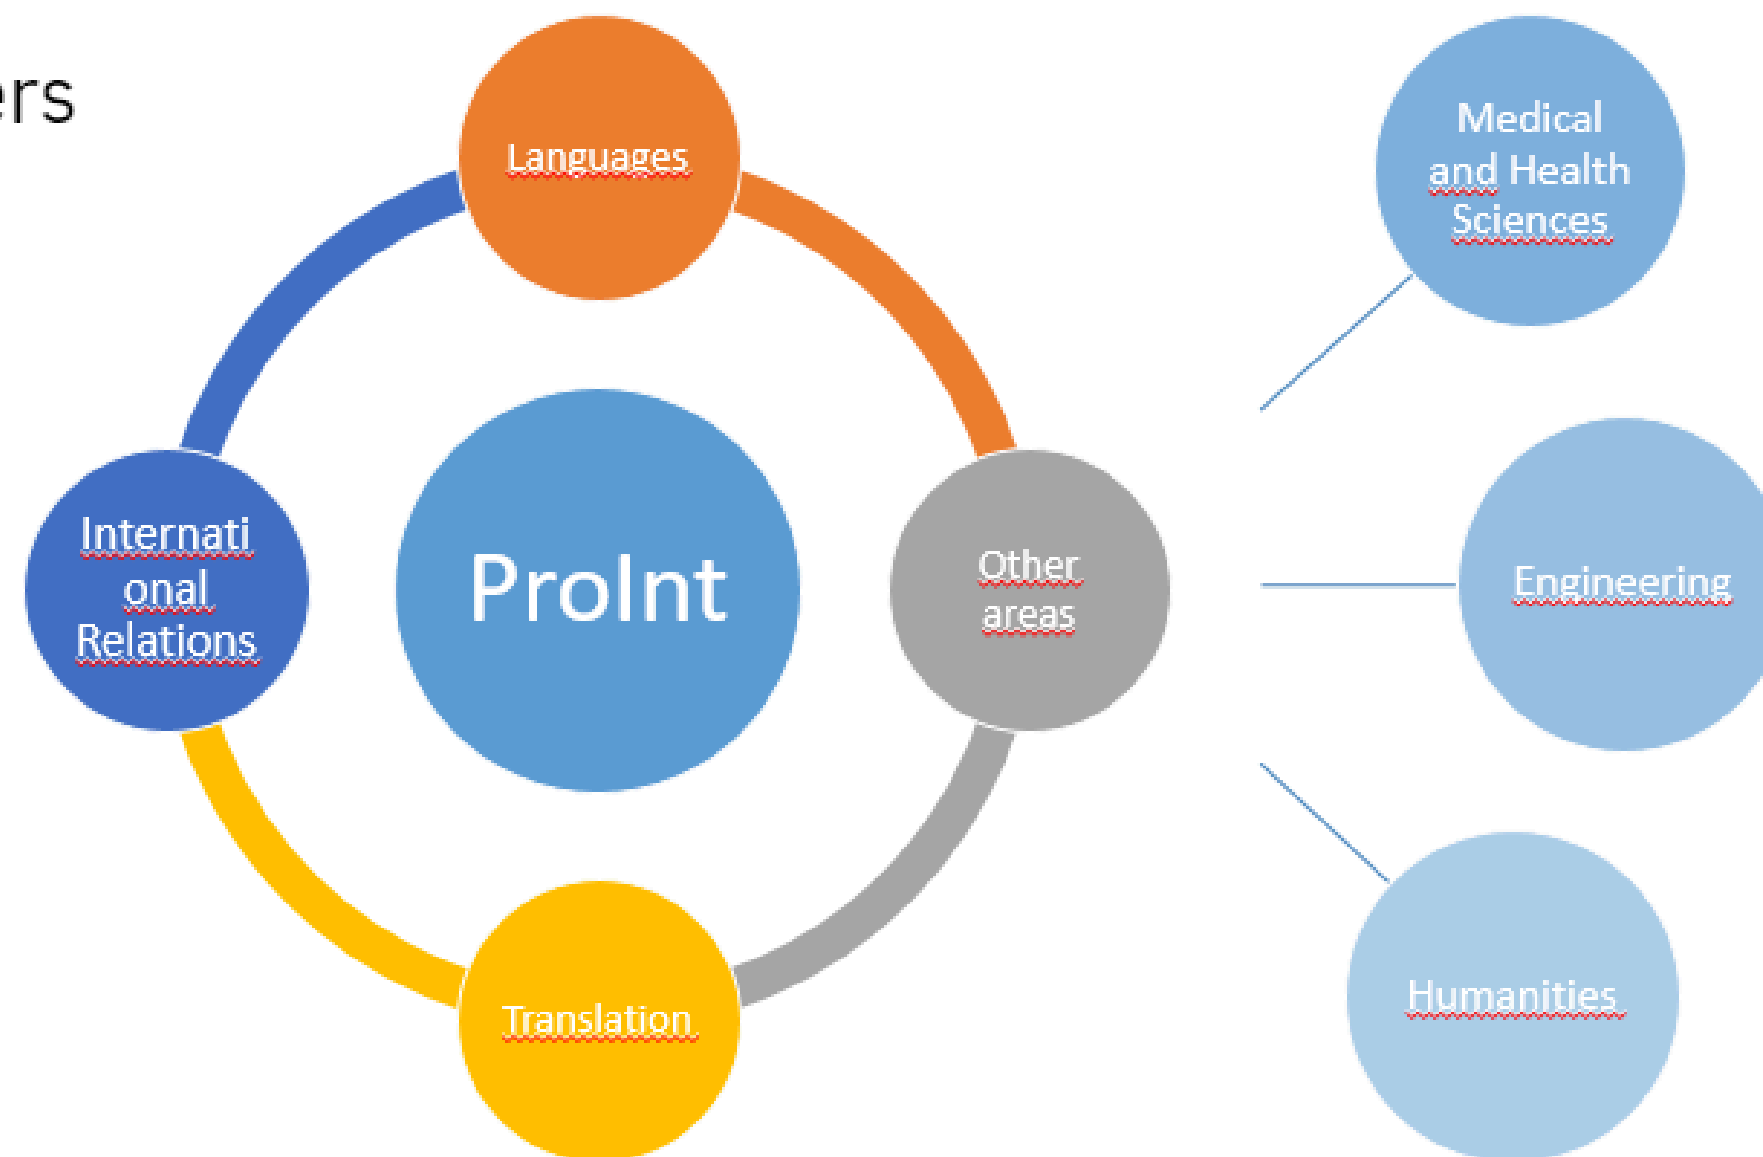 ers
Languages
Internati
onal
Relations
ProInt
Other
areas
Translation
Medical
and Health
Sciences
Engineering
Humanities